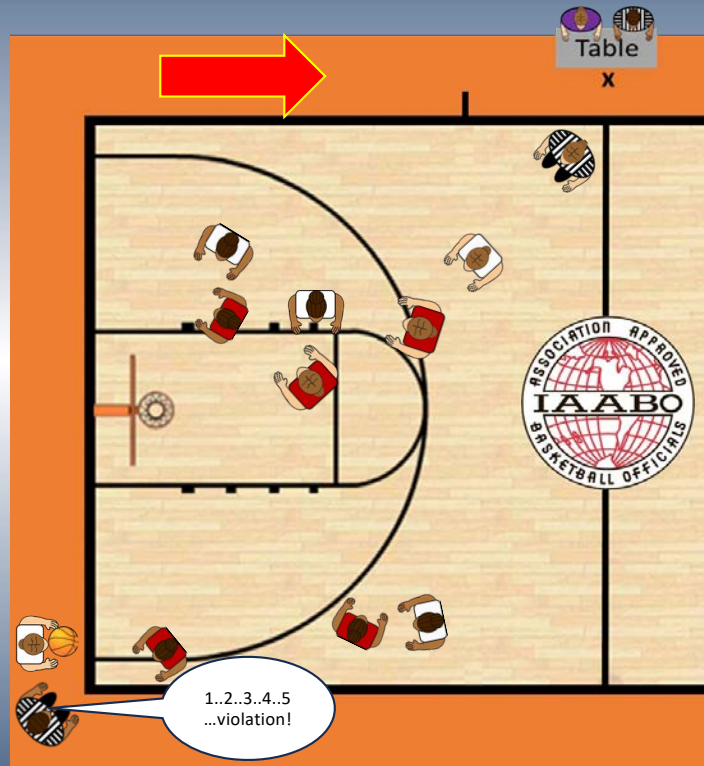 Table
x
ASSOCIATION APPROVED
IAABO
BASKETBALL OFFICIALS
1..2..3..4..5
...violation!